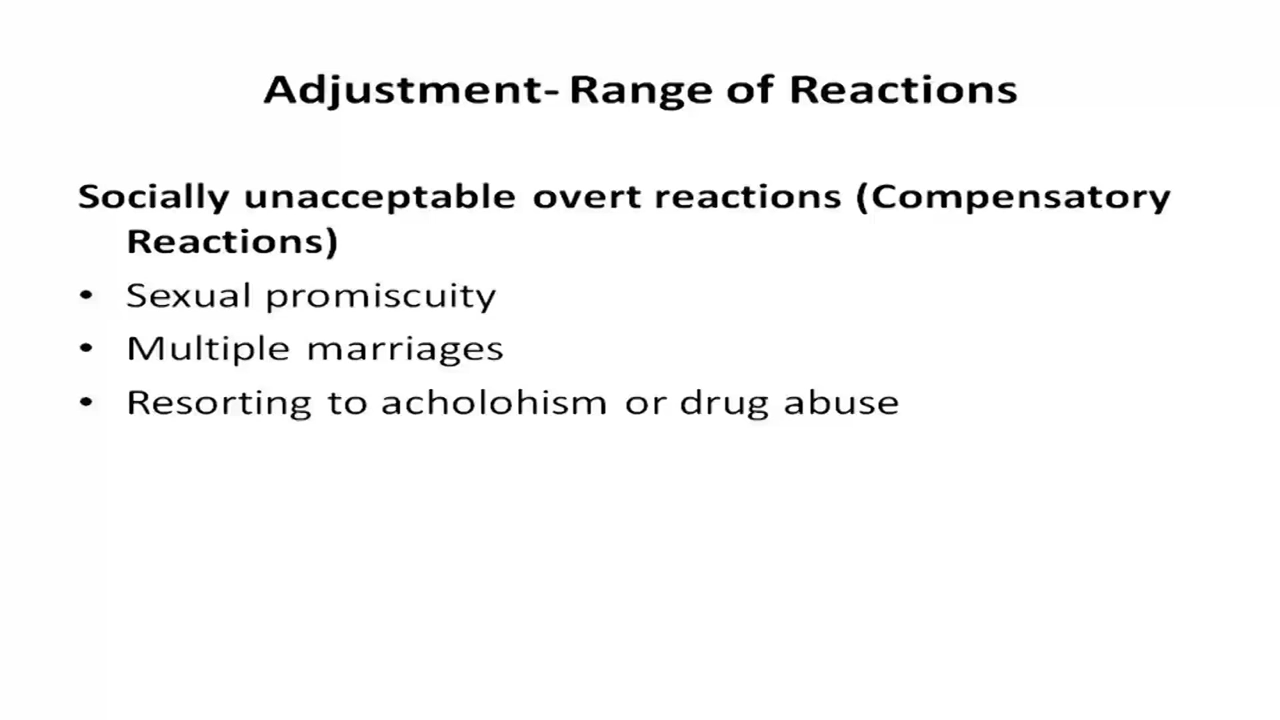 Adjustment- Range of Reactions
Socially unacceptable overt reactions (Compensatory
Reactions)
• Sexual promiscuity
• Multiple marriages
• Resorting to acholohism or drug abuse